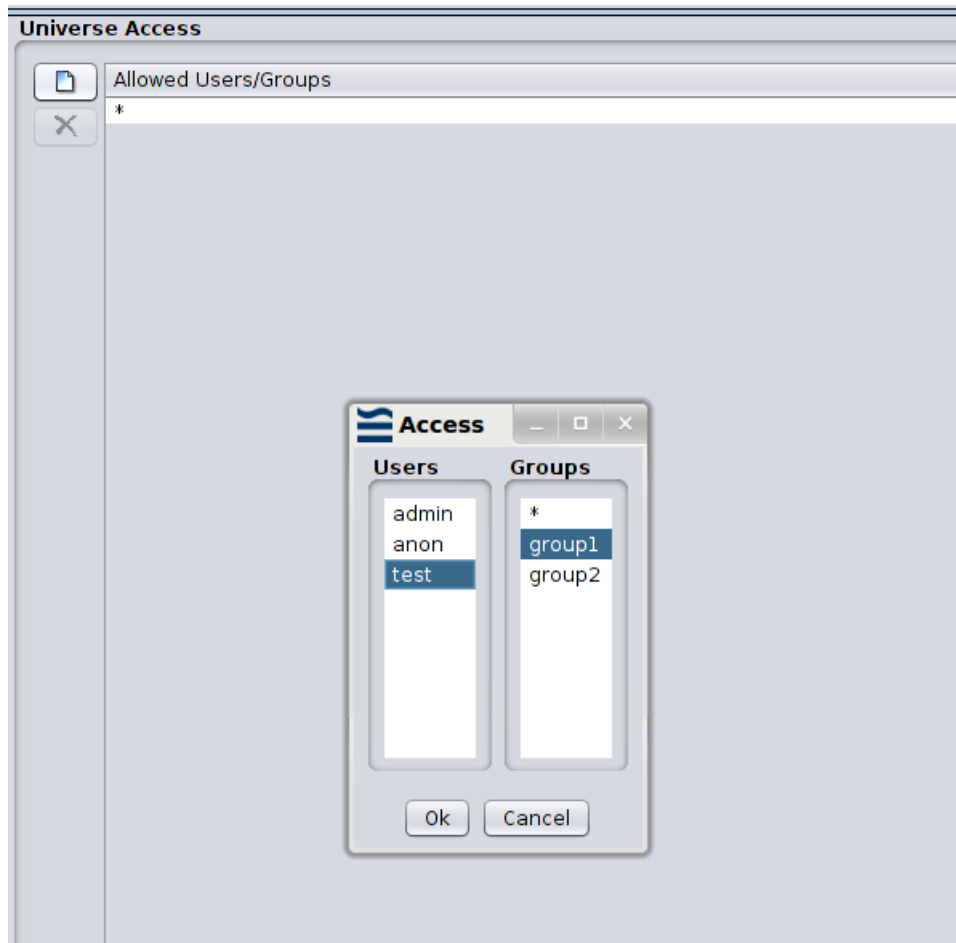 Universe Access
Allowed Users/Groups
*
Access
Users Groups
admin *
anon group1
test group2
Ok Cancel